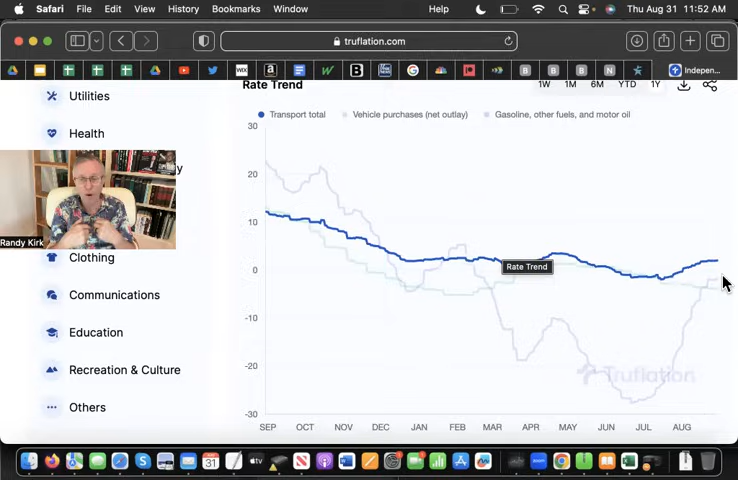 Safari File Edit View History Bookmarks Window Help Thu Aug 31 11:52 AM
truflation.com
Indepen...
Utilities
Rate Trend
1W 1M 6M YTD 1Y
Transport total Vehicle purchases (net outlay) Gasoline, other fuels, and motor oil
Health
30
20
10
0
-10
-20
-30
y
Randy Kirk
Clothing
Rate Trend
Communications
Education
Recreation & Culture
Truflation
Others
SEP OCT NOV DEC JAN FEB MAR APR MAY JUN JUL AUG